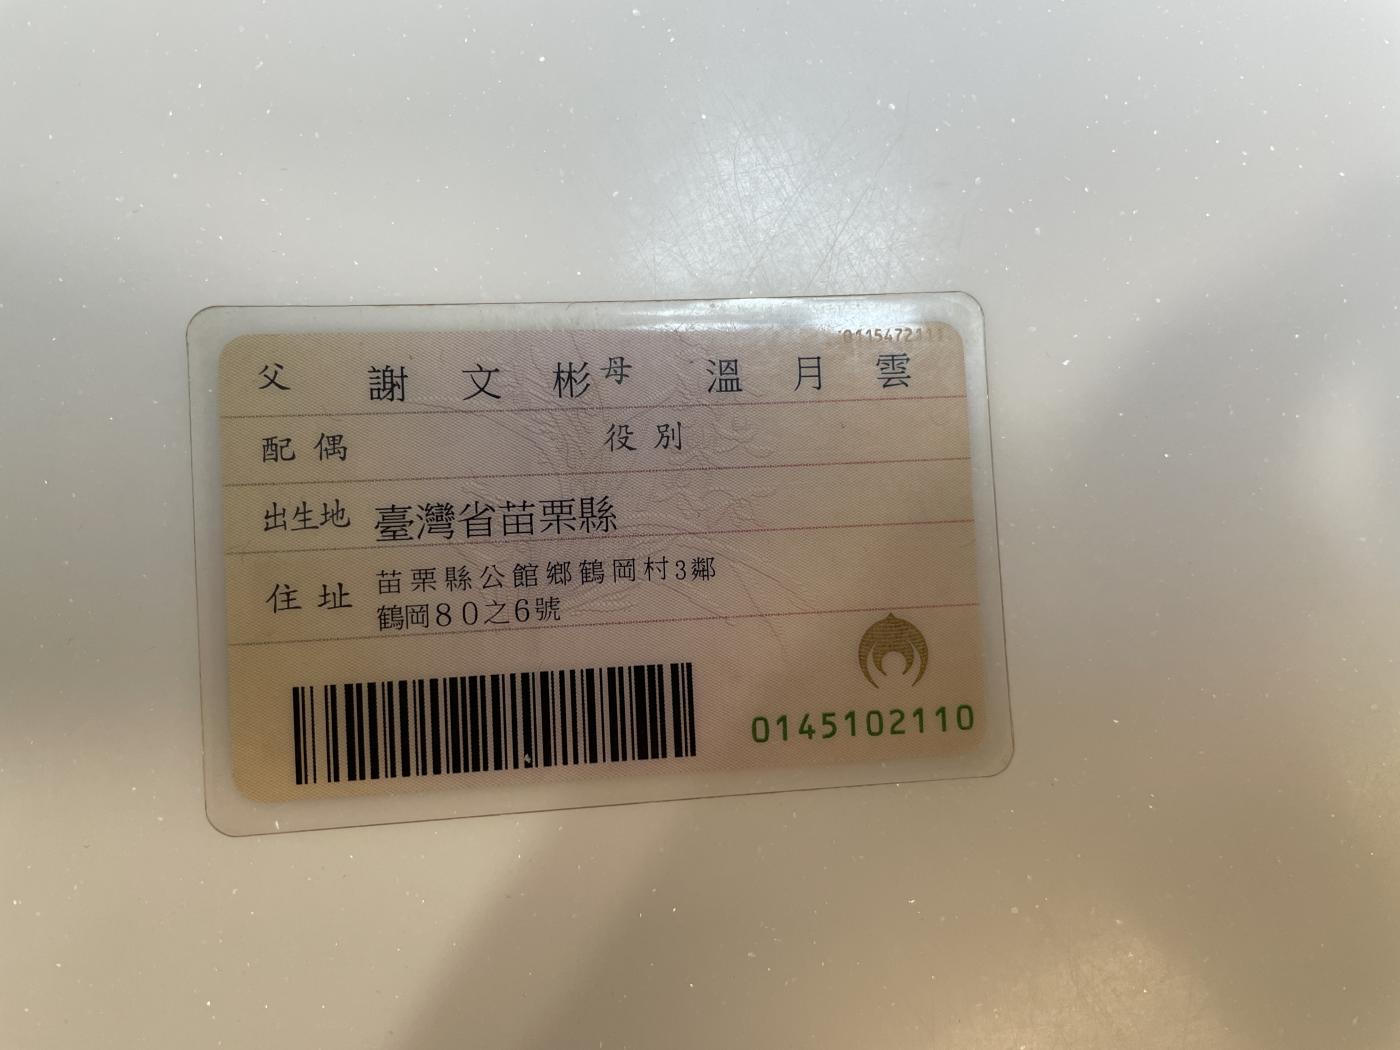 0115472111
父 謝文彬 母 溫月雲
配偶 役別
出生地 臺灣省苗栗縣
住址 苗栗縣公館鄉鶴岡村3鄰
鶴岡80之6號
0145102110